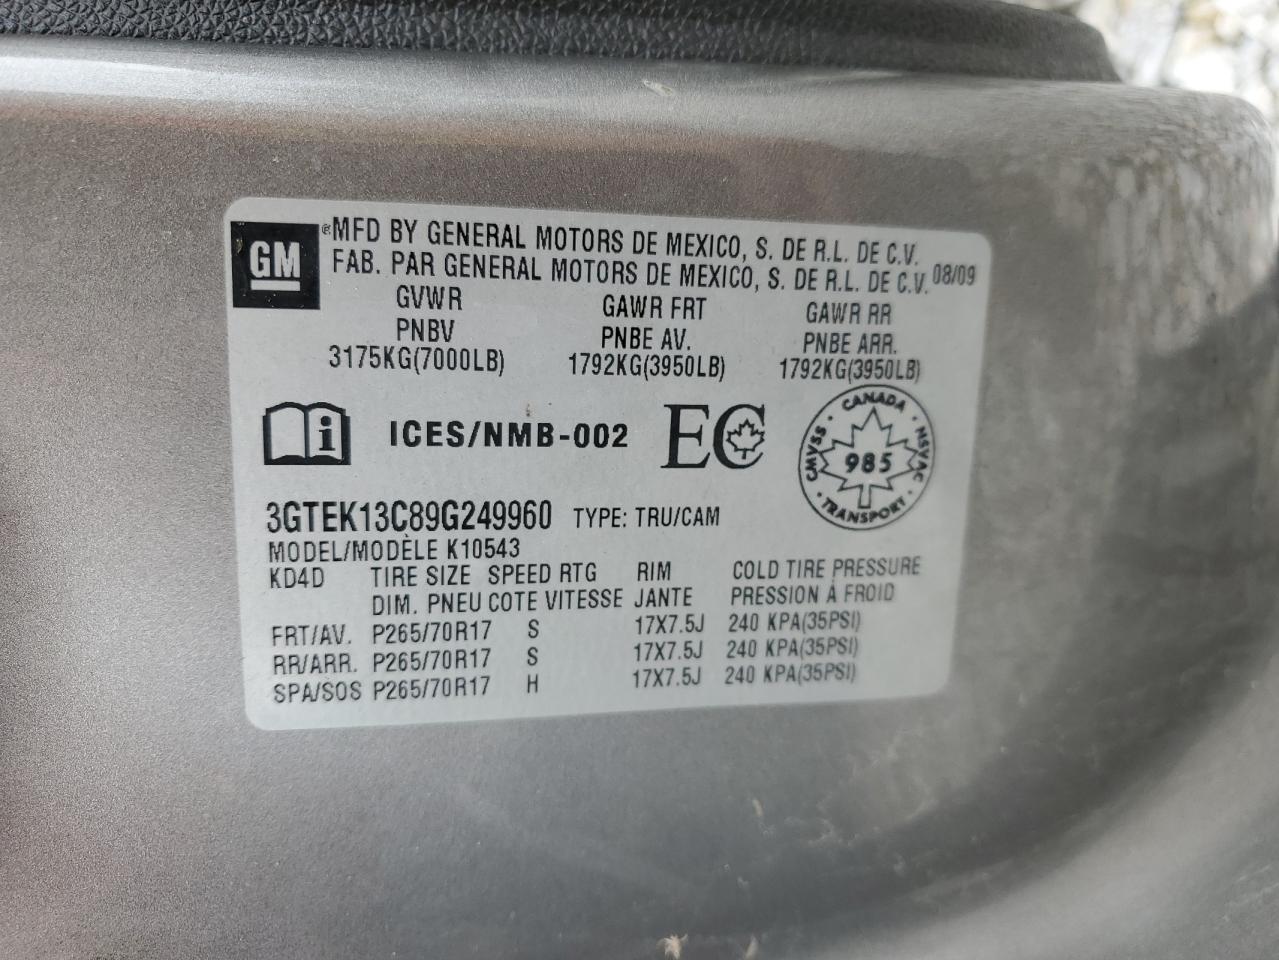 GM
® MFD BY GENERAL MOTORS DE MEXICO, S. DE R.L. DE C.V.
FAB. PAR GENERAL MOTORS DE MEXICO, S. DE R.L. DE C.V. 08/09
GVWR GAWR FRT GAWR RR
PNBV PNBE AV. PNBE ARR.
3175KG(7000LB) 1792KG(3950LB) 1792KG(3950LB)
i ICES/NMB-002 EC
CANADA
CMVSS · 985 · NSVAC
TRANSPORT
3GTEK13C89G249960 TYPE: TRU/CAM
MODEL/MODÈLE K10543
KD4D TIRE SIZE SPEED RTG RIM COLD TIRE PRESSURE
DIM. PNEU COTE VITESSE JANTE PRESSION À FROID
FRT/AV. P265/70R17 S 17X7.5J 240 KPA(35PSI)
RR/ARR. P265/70R17 S 17X7.5J 240 KPA(35PSI)
SPA/SOS P265/70R17 H 17X7.5J 240 KPA(35PSI)